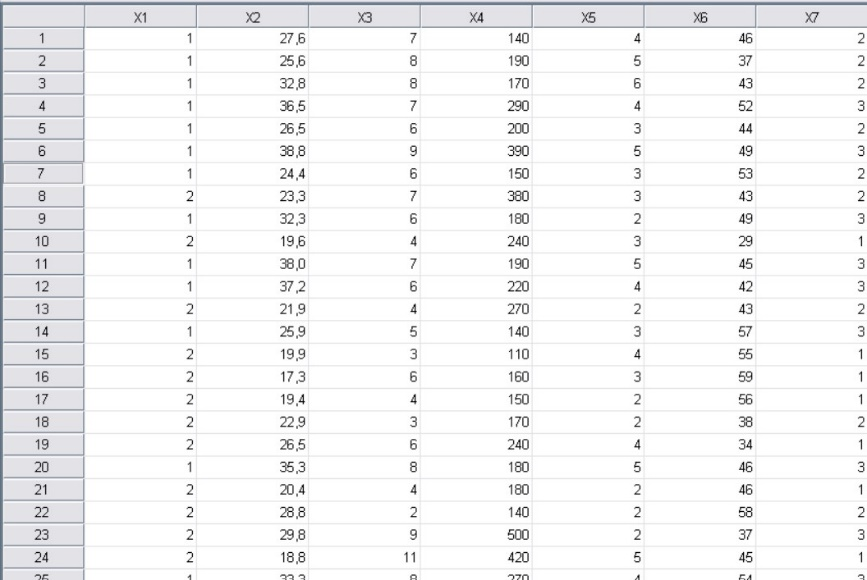 X1 X2 X3 X4 X5 X6 X7
1 1 27,6 7 140 4 46 2
2 1 25,6 8 190 5 37 2
3 1 32,8 8 170 6 43 2
4 1 36,5 7 290 4 52 3
5 1 26,5 6 200 3 44 2
6 1 38,8 9 390 5 49 3
7 1 24,4 6 150 3 53 2
8 2 23,3 7 380 3 43 2
9 1 32,3 6 180 2 49 3
10 2 19,6 4 240 3 29 1
11 1 38,0 7 190 5 45 3
12 1 37,2 6 220 4 42 3
13 2 21,9 4 270 2 43 2
14 1 25,9 5 140 3 57 3
15 2 19,9 3 110 4 55 1
16 2 17,3 6 160 3 59 1
17 2 19,4 4 150 2 56 1
18 2 22,9 3 170 2 38 2
19 2 26,5 6 240 4 34 1
20 1 35,3 8 180 5 46 3
21 2 20,4 4 180 2 46 1
22 2 28,8 2 140 2 58 2
23 2 29,8 9 500 2 37 3
24 2 18,8 11 420 5 45 1